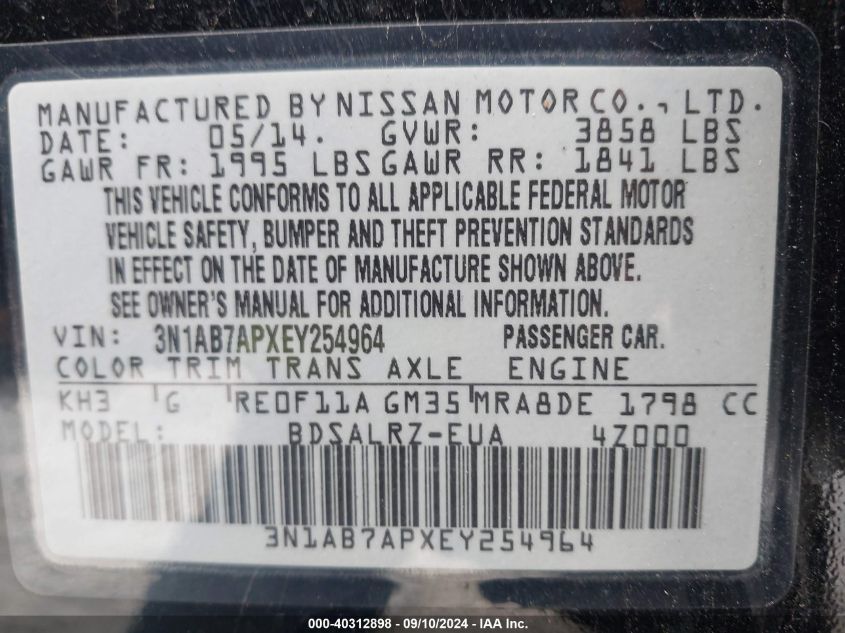 MANUFACTURED BY NISSAN MOTOR CO., LTD.
DATE: 05/14. GVWR: 3858 LBS
GAWR FR: 1995 LBS GAWR RR: 1841 LBS
THIS VEHICLE CONFORMS TO ALL APPLICABLE FEDERAL MOTOR
VEHICLE SAFETY, BUMPER AND THEFT PREVENTION STANDARDS
IN EFFECT ON THE DATE OF MANUFACTURE SHOWN ABOVE.
SEE OWNER'S MANUAL FOR ADDITIONAL INFORMATION.
VIN: 3N1AB7APXEY254964 PASSENGER CAR.
COLOR TRIM TRANS AXLE ENGINE
KH3 G RE0F11A GM35 MRA8DE 1798 CC
MODEL: BDSALRZ-EUA 4Z000
3N1AB7APXEY254964
000-40312898 - 09/10/2024 - IAAI.com